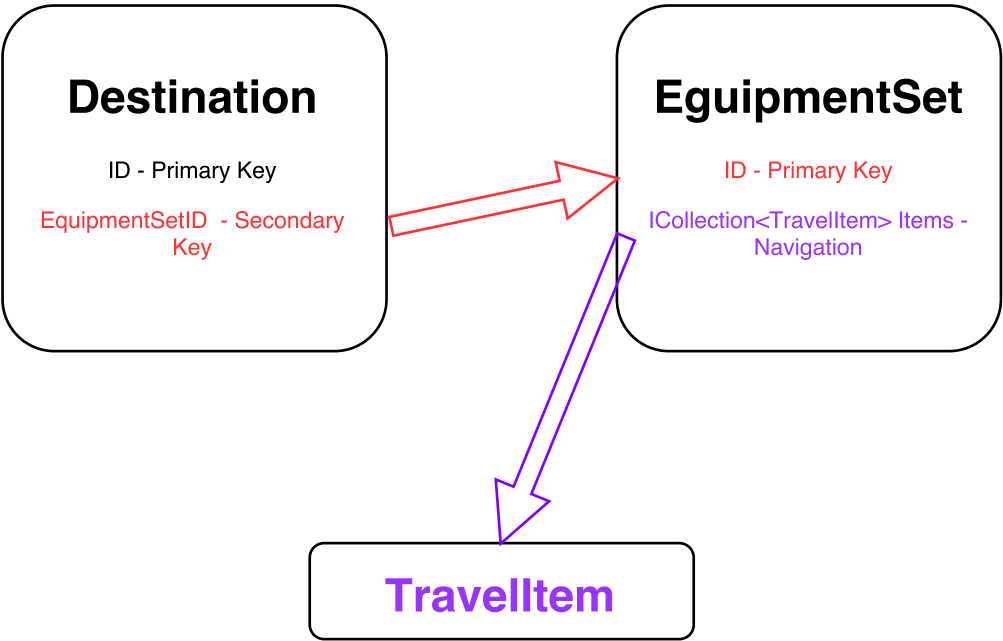 Destination
ID - Primary Key
EquipmentSetID - Secondary
Key
EguipmentSet
ID - Primary Key
ICollection<TravelItem> Items -
Navigation
TravelItem